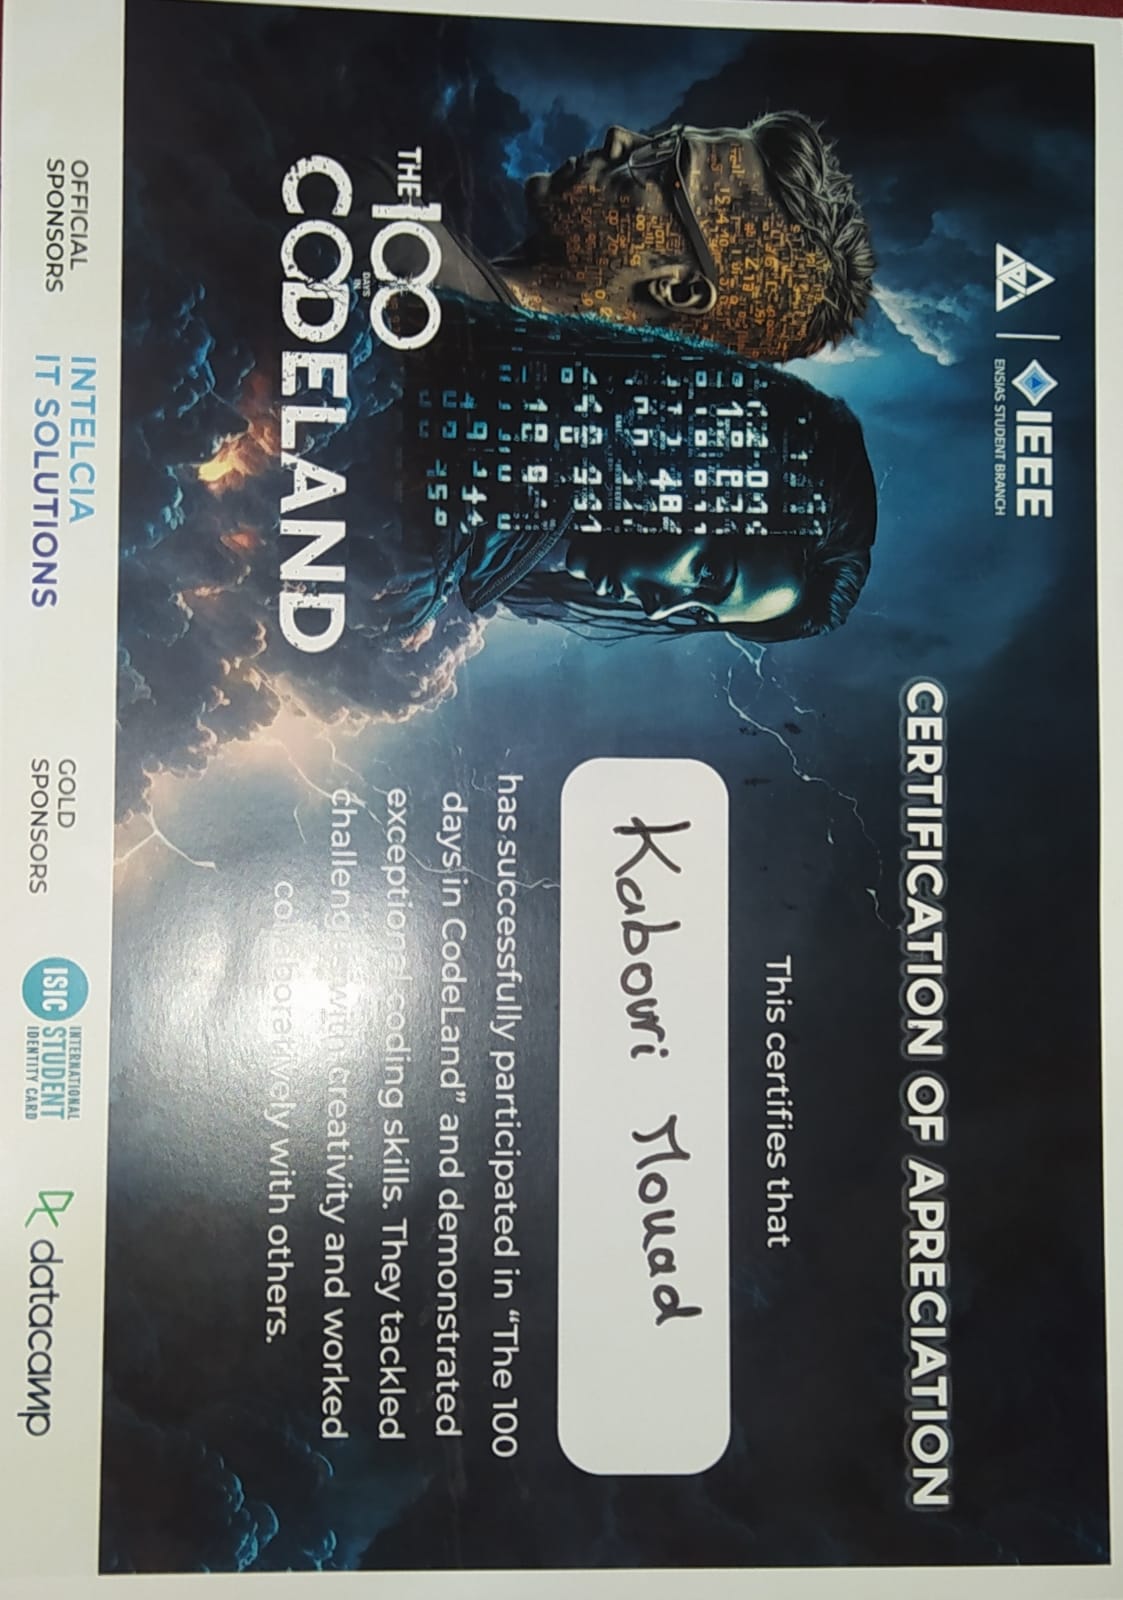 IEEE
ENSIAS STUDENT BRANCH
CERTIFICATION OF APRECIATION
This certifies that
Kabouri Mouad
has successfully participated in “The 100
days in CodeLand” and demonstrated
exceptional coding skills. They tackled
challenges with creativity and worked
collaboratively with others.
THE 100
DAYS
IN
CODELAND
OFFICIAL
SPONSORS
INTELCIA
IT SOLUTIONS
GOLD
SPONSORS
ISIC
INTERNATIONAL
STUDENT
IDENTITY CARD
datacamp